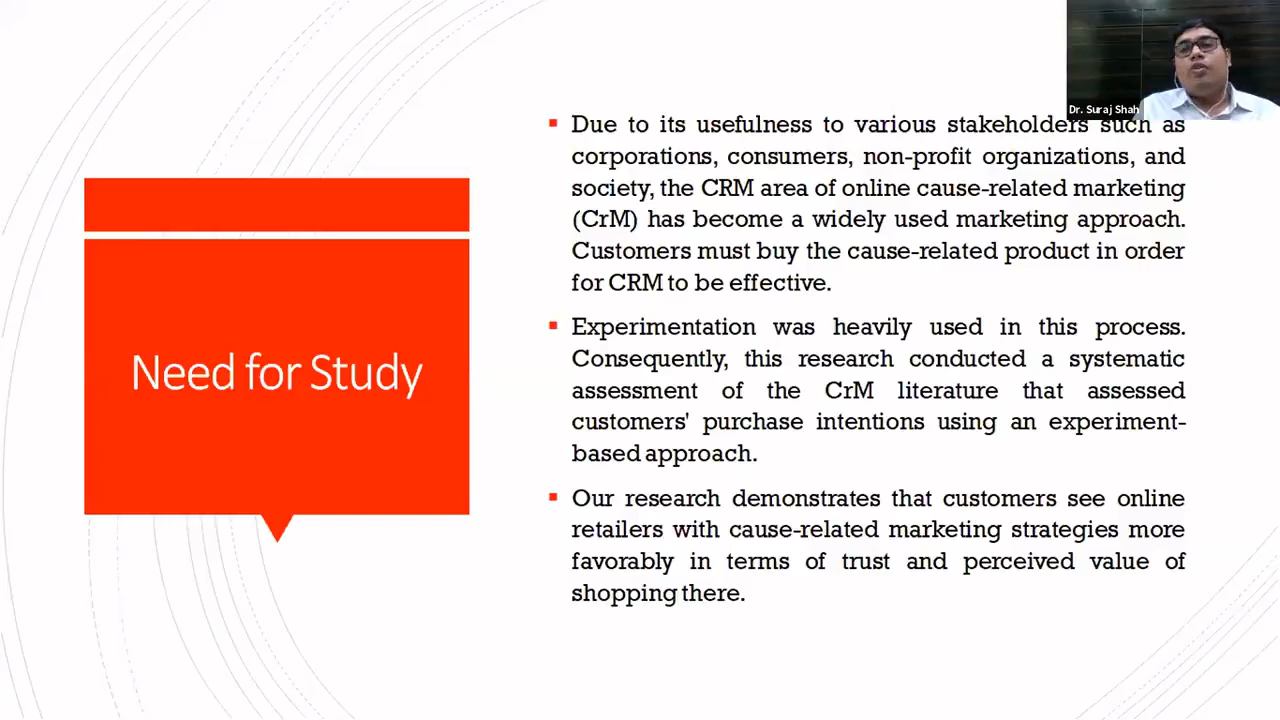 Dr. Suraj Shah
Need for Study
▪ Due to its usefulness to various stakeholders such as
corporations, consumers, non-profit organizations, and
society, the CRM area of online cause-related marketing
(CrM) has become a widely used marketing approach.
Customers must buy the cause-related product in order
for CRM to be effective.
▪ Experimentation was heavily used in this process.
Consequently, this research conducted a systematic
assessment of the CrM literature that assessed
customers' purchase intentions using an experiment-
based approach.
▪ Our research demonstrates that customers see online
retailers with cause-related marketing strategies more
favorably in terms of trust and perceived value of
shopping there.